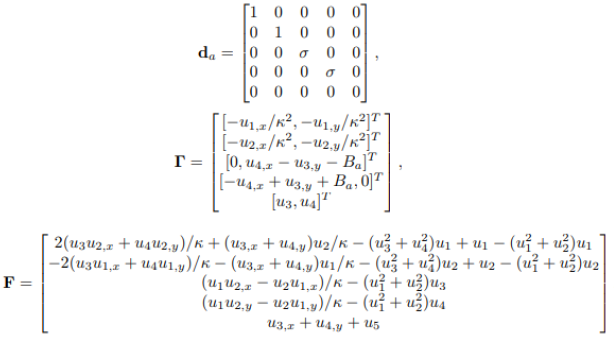 d_a = [1 0 0 0 0
0 1 0 0 0
0 0 σ 0 0
0 0 0 σ 0
0 0 0 0 0] ,
Γ = [[-u_{1,x}/κ^2, -u_{1,y}/κ^2]^T
[-u_{2,x}/κ^2, -u_{2,y}/κ^2]^T
[0, u_{4,x} - u_{3,y} - B_a]^T
[-u_{4,x} + u_{3,y} + B_a, 0]^T
[u_3, u_4]^T] ,
F = [2(u_3u_{2,x} + u_4u_{2,y})/κ + (u_{3,x} + u_{4,y})u_2/κ - (u_3^2 + u_4^2)u_1 + u_1 - (u_1^2 + u_2^2)u_1
-2(u_3u_{1,x} + u_4u_{1,y})/κ - (u_{3,x} + u_{4,y})u_1/κ - (u_3^2 + u_4^2)u_2 + u_2 - (u_1^2 + u_2^2)u_2
(u_1u_{2,x} - u_2u_{1,x})/κ - (u_1^2 + u_2^2)u_3
(u_1u_{2,y} - u_2u_{1,y})/κ - (u_1^2 + u_2^2)u_4
u_{3,x} + u_{4,y} + u_5]